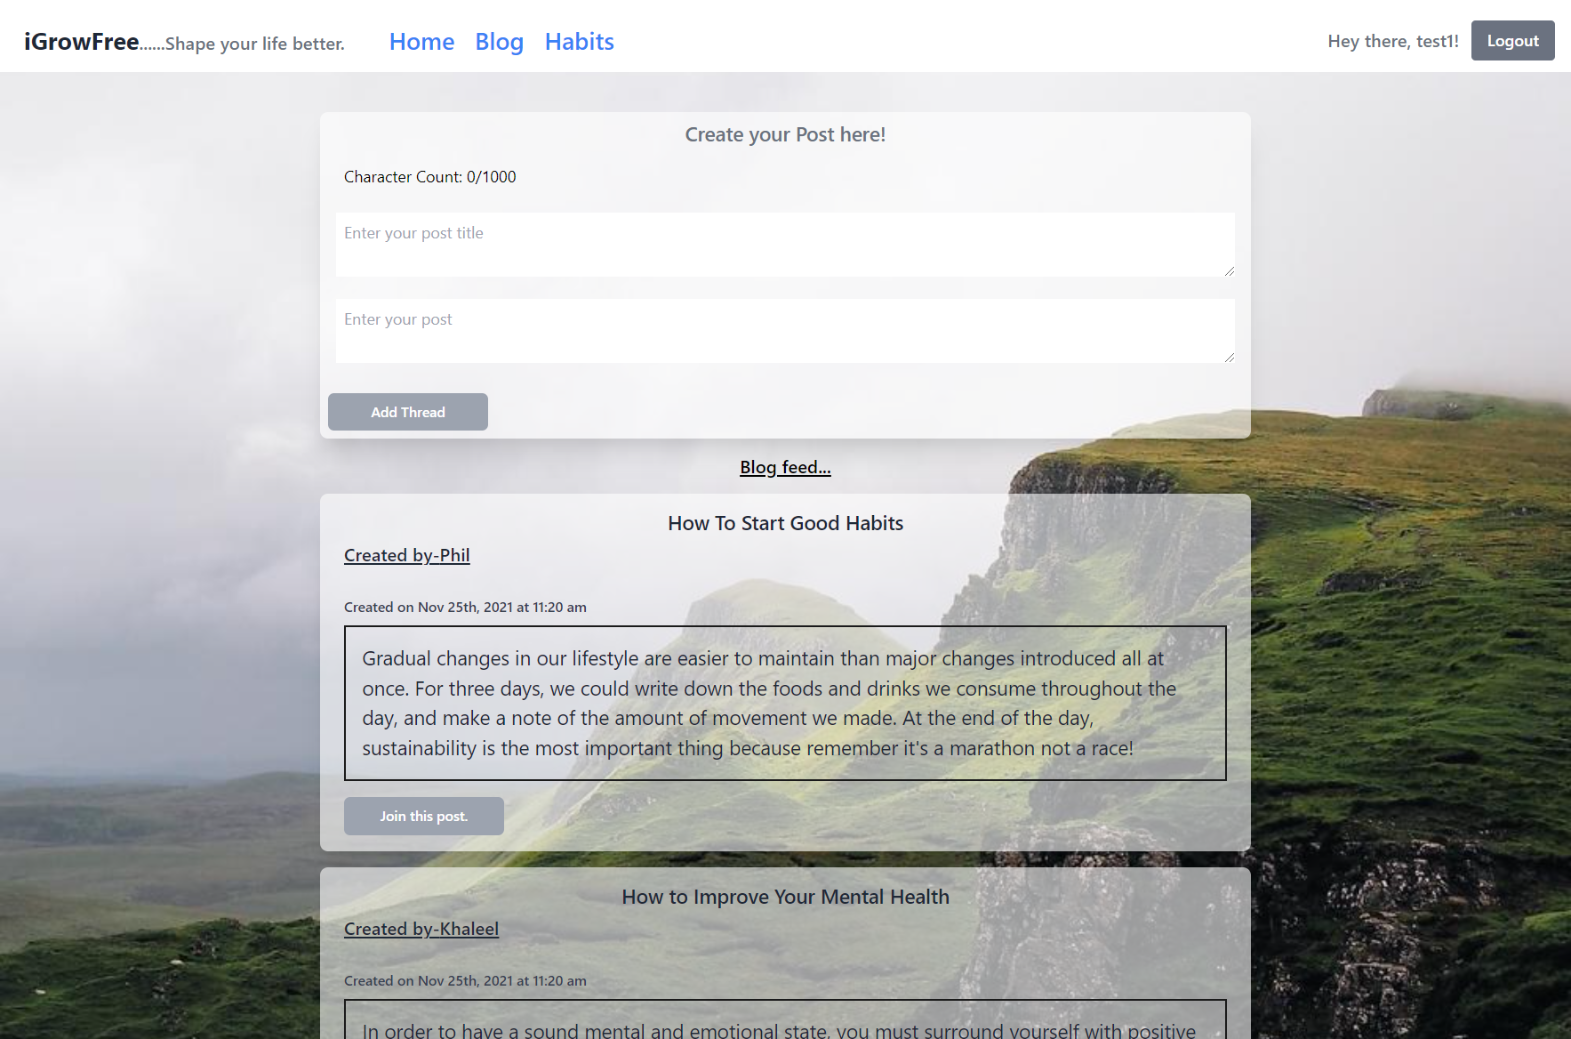 iGrowFree......Shape your life better. Home Blog Habits Hey there, test1! Logout
Create your Post here!
Character Count: 0/1000
Enter your post title
Enter your post
Add Thread
Blog feed...
How To Start Good Habits
Created by-Phil
Created on Nov 25th, 2021 at 11:20 am
Gradual changes in our lifestyle are easier to maintain than major changes introduced all at
once. For three days, we could write down the foods and drinks we consume throughout the
day, and make a note of the amount of movement we made. At the end of the day,
sustainability is the most important thing because remember it's a marathon not a race!
Join this post.
How to Improve Your Mental Health
Created by-Khaleel
Created on Nov 25th, 2021 at 11:20 am
In order to have a sound mental and emotional state, you must surround yourself with positive